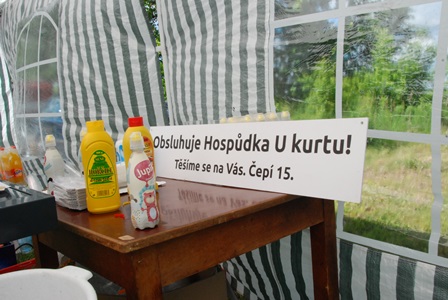 Obsluhuje Hospůdka U kurtu!
Těšíme se na Vás. Čepí 15.
Jupí